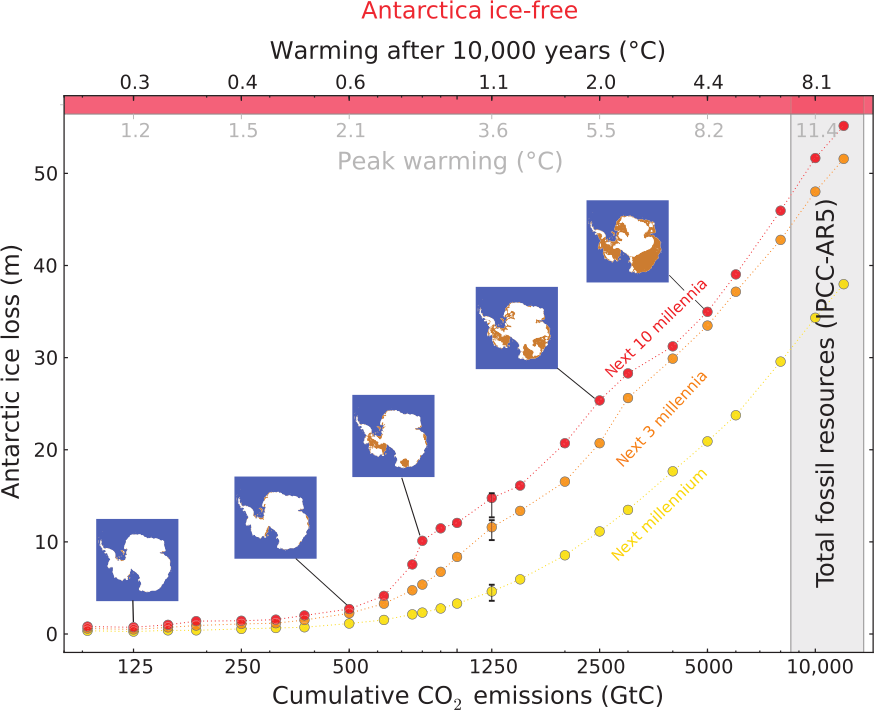 Antarctica ice-free
Warming after 10,000 years (°C)
0.3 0.4 0.6 1.1 2.0 4.4 8.1
1.2 1.5 2.1 3.6 5.5 8.2 11.4
Peak warming (°C)
Antarctic ice loss (m)
50
40
30
20
10
0
Next 10 millennia
Next 3 millennia
Next millennium
Total fossil resources (IPCC-AR5)
125 250 500 1250 2500 5000 10,000
Cumulative CO₂ emissions (GtC)